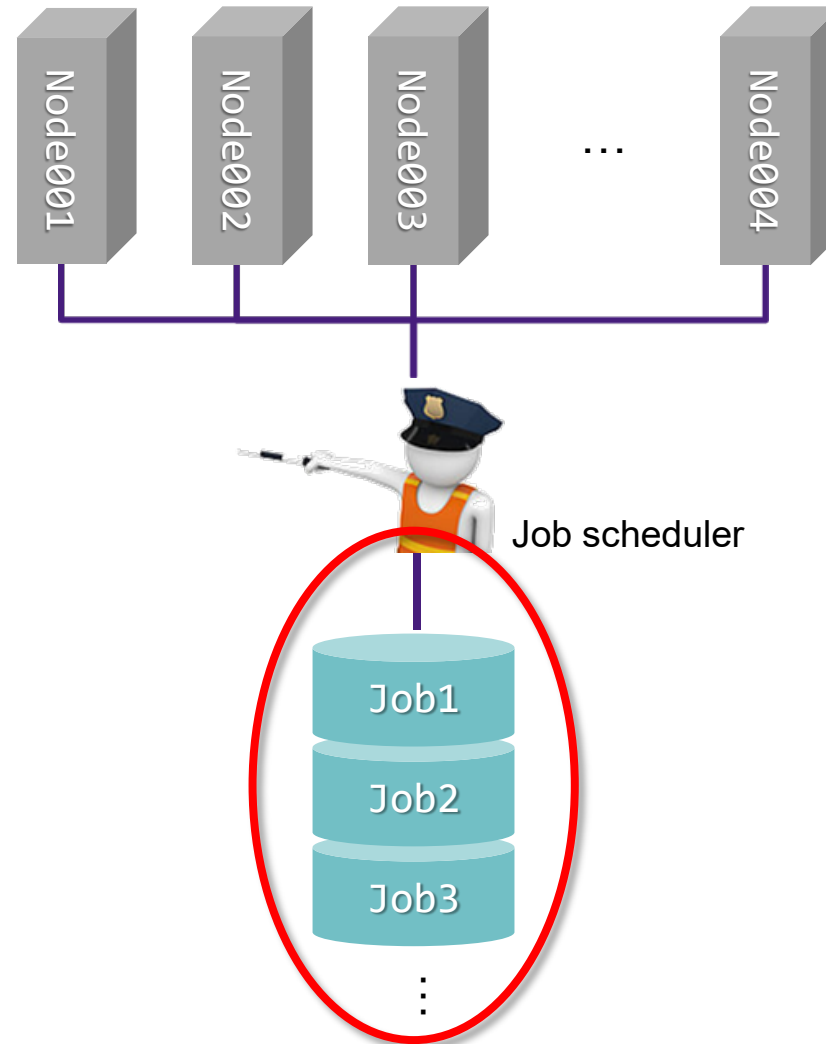 Node001
Node002
Node003
...
Node004
Job scheduler
Job1
Job2
Job3
⋮